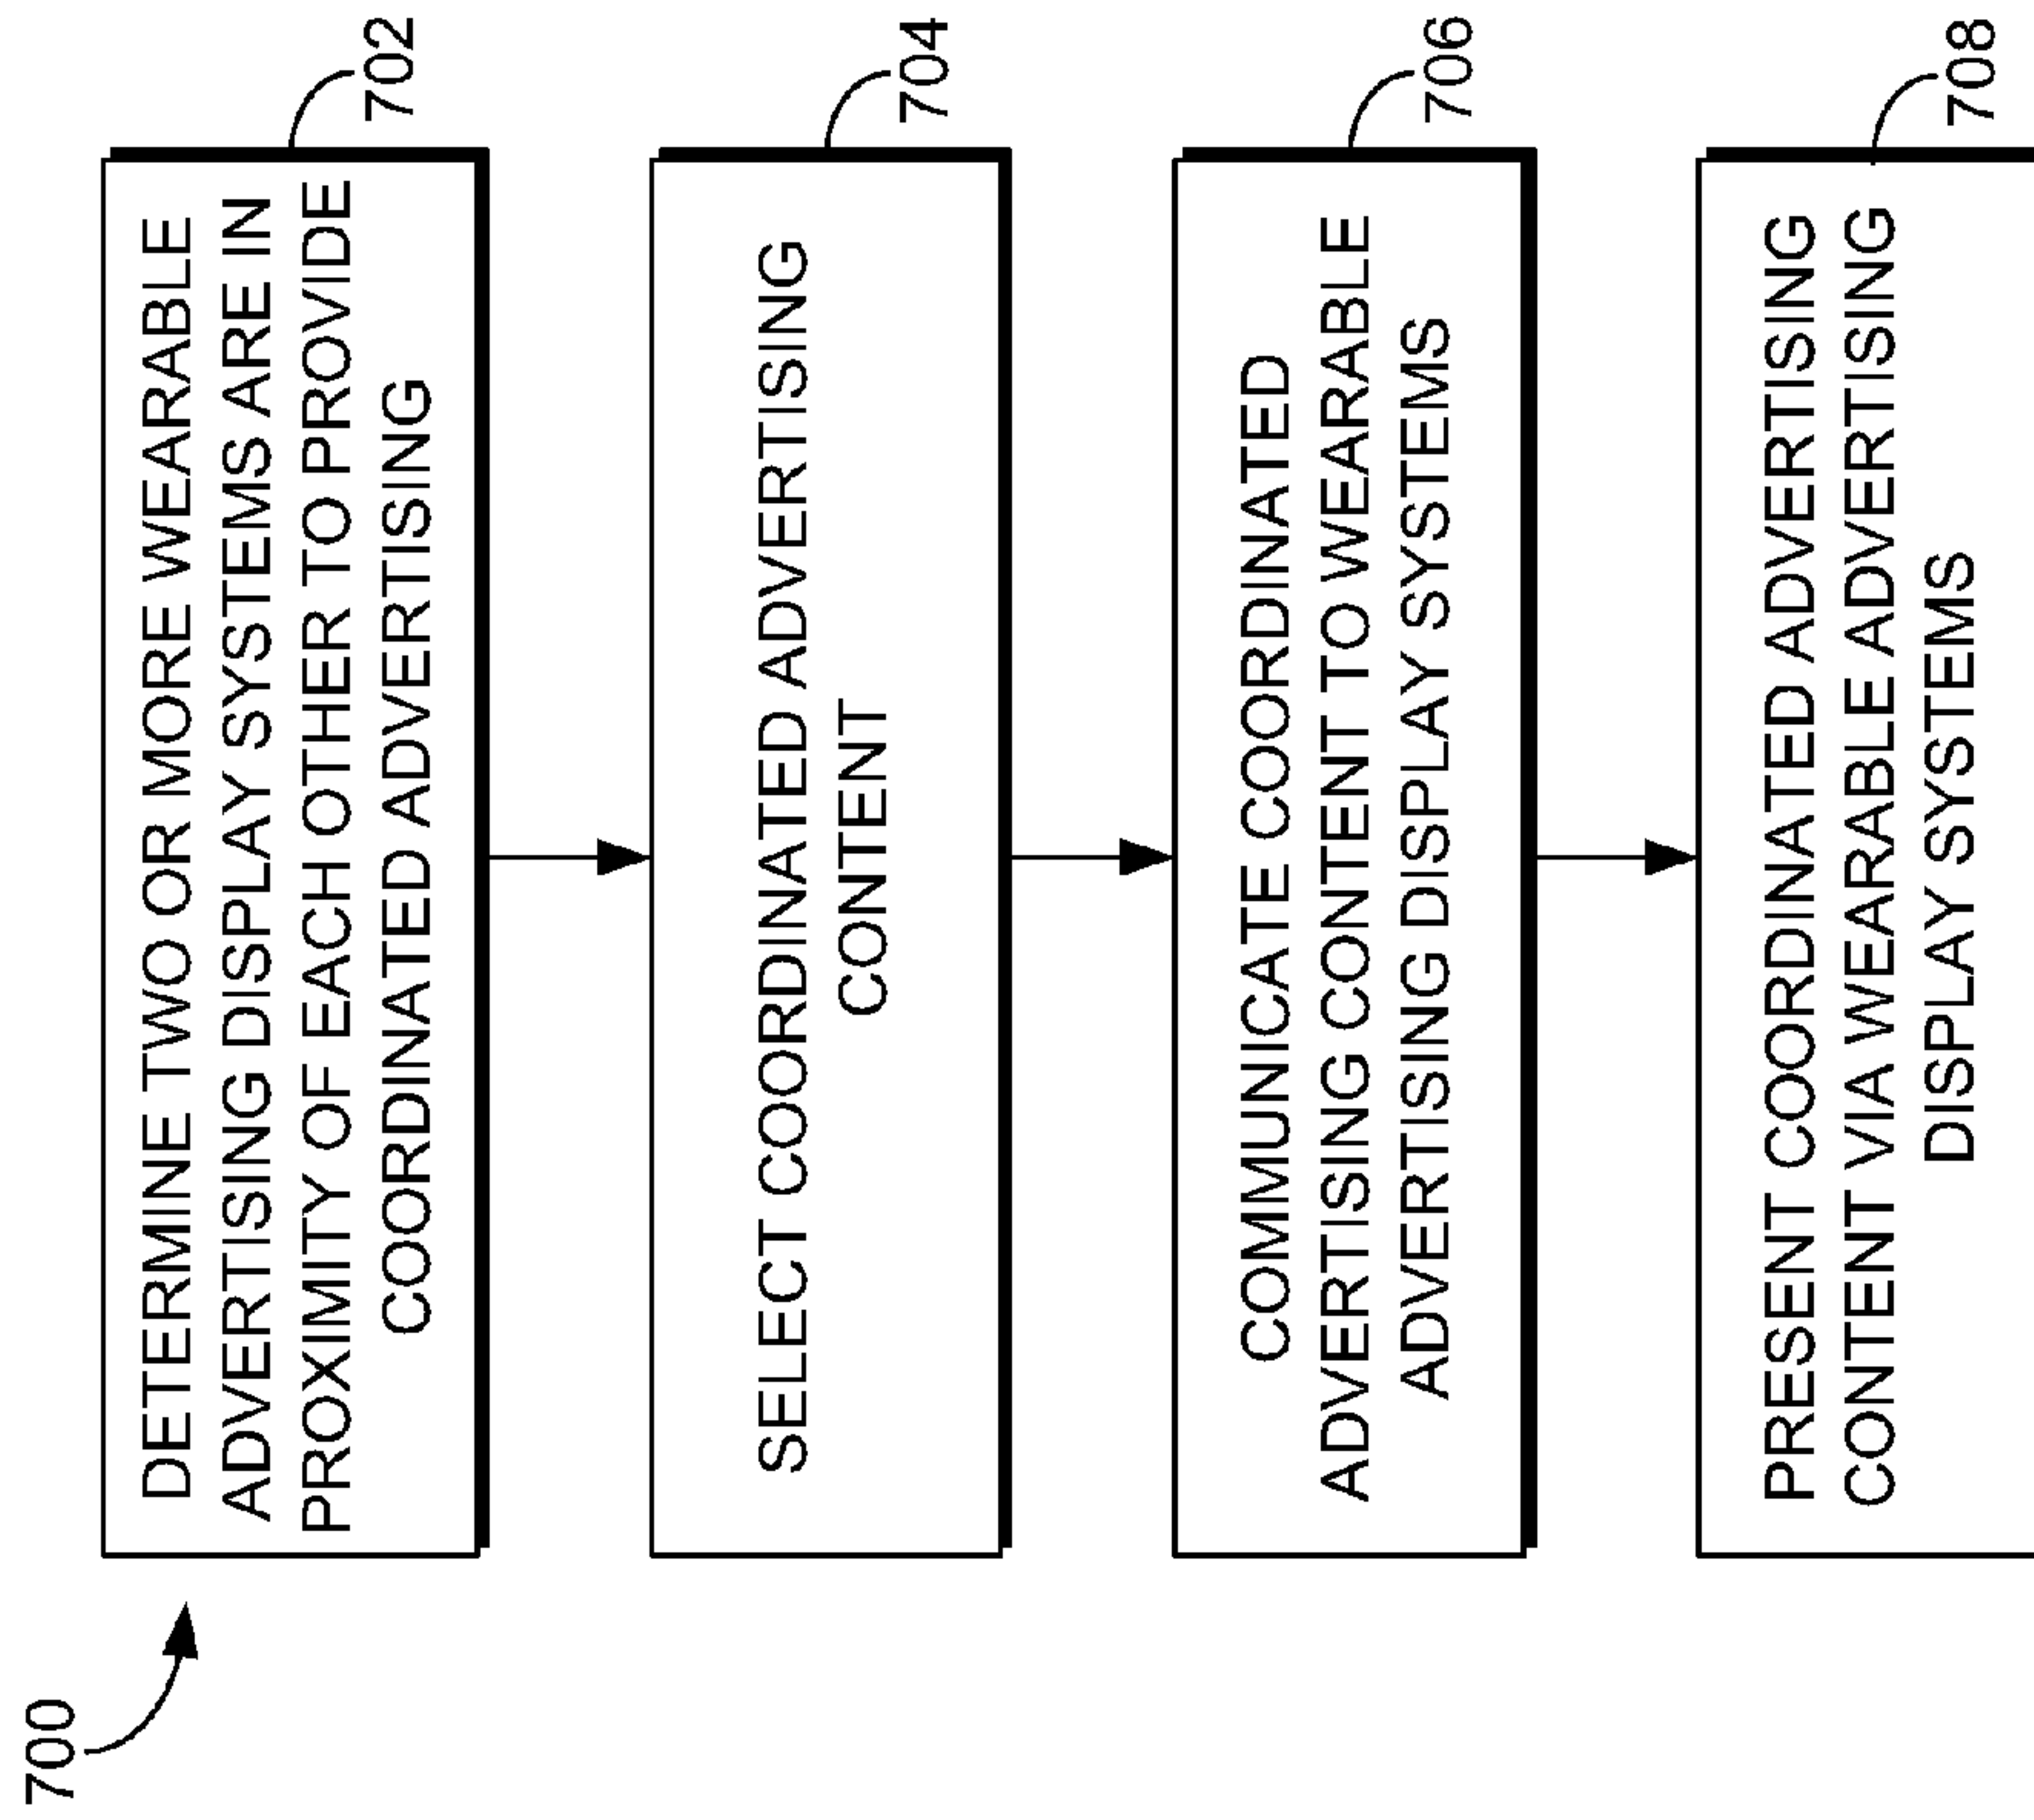 700
DETERMINE TWO OR MORE WEARABLE
ADVERTISING DISPLAY SYSTEMS ARE IN
PROXIMITY OF EACH OTHER TO PROVIDE
COORDINATED ADVERTISING
702
SELECT COORDINATED ADVERTISING
CONTENT
704
COMMUNICATE COORDINATED
ADVERTISING CONTENT TO WEARABLE
ADVERTISING DISPLAY SYSTEMS
706
PRESENT COORDINATED ADVERTISING
CONTENT VIA WEARABLE ADVERTISING
DISPLAY SYSTEMS
708